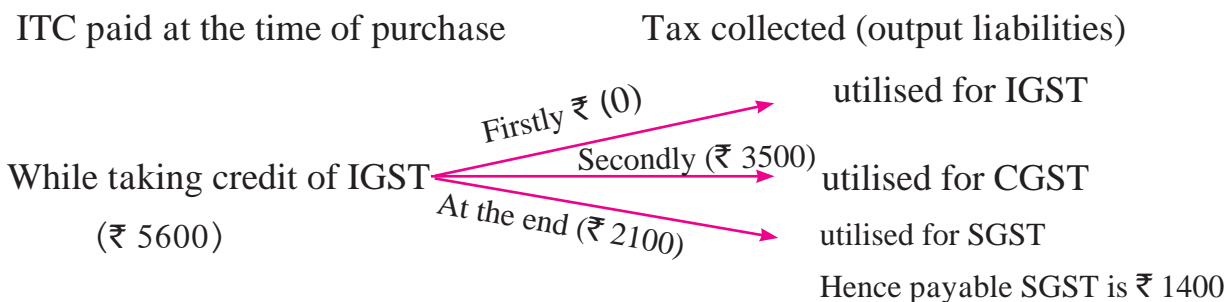 ITC paid at the time of purchase Tax collected (output liabilities)
Firstly ₹ (0) utilised for IGST
While taking credit of IGST Secondly (₹ 3500) utilised for CGST
(₹ 5600) At the end (₹ 2100) utilised for SGST
Hence payable SGST is ₹ 1400